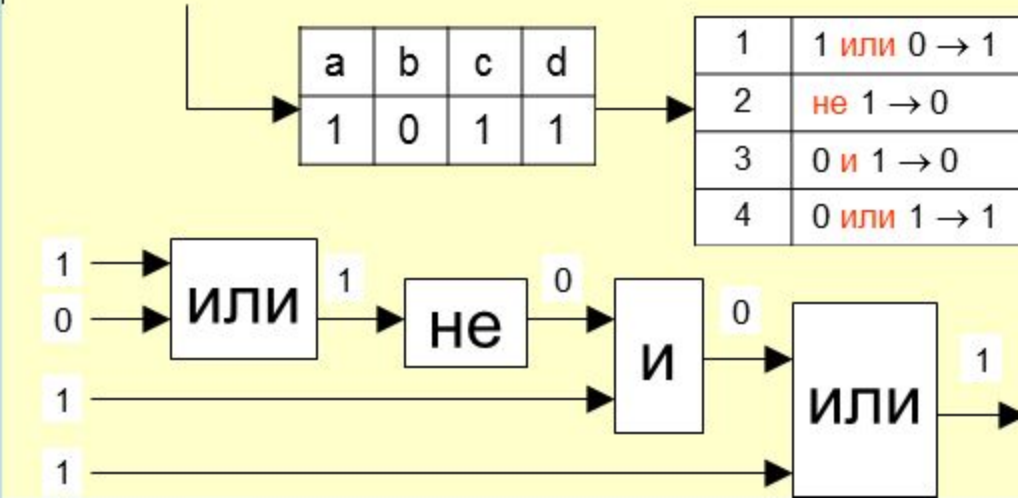 a b c d
1 0 1 1
1 1 или 0 → 1
2 не 1 → 0
3 0 и 1 → 0
4 0 или 1 → 1
1
0
или
1
не
0
и
0
или
1
1
1